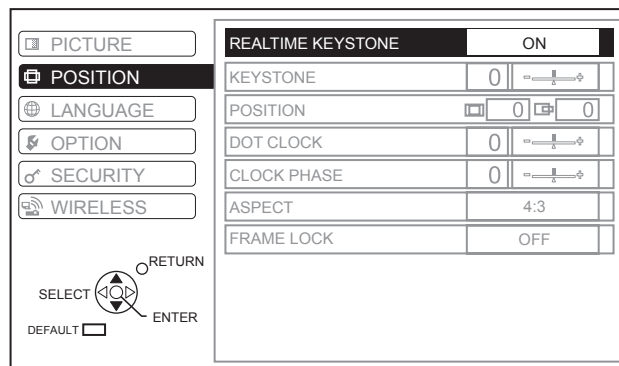 PICTURE
POSITION
LANGUAGE
OPTION
SECURITY
WIRELESS
RETURN
SELECT
ENTER
DEFAULT
REALTIME KEYSTONE ON
KEYSTONE 0
POSITION 0 0
DOT CLOCK 0
CLOCK PHASE 0
ASPECT 4:3
FRAME LOCK OFF